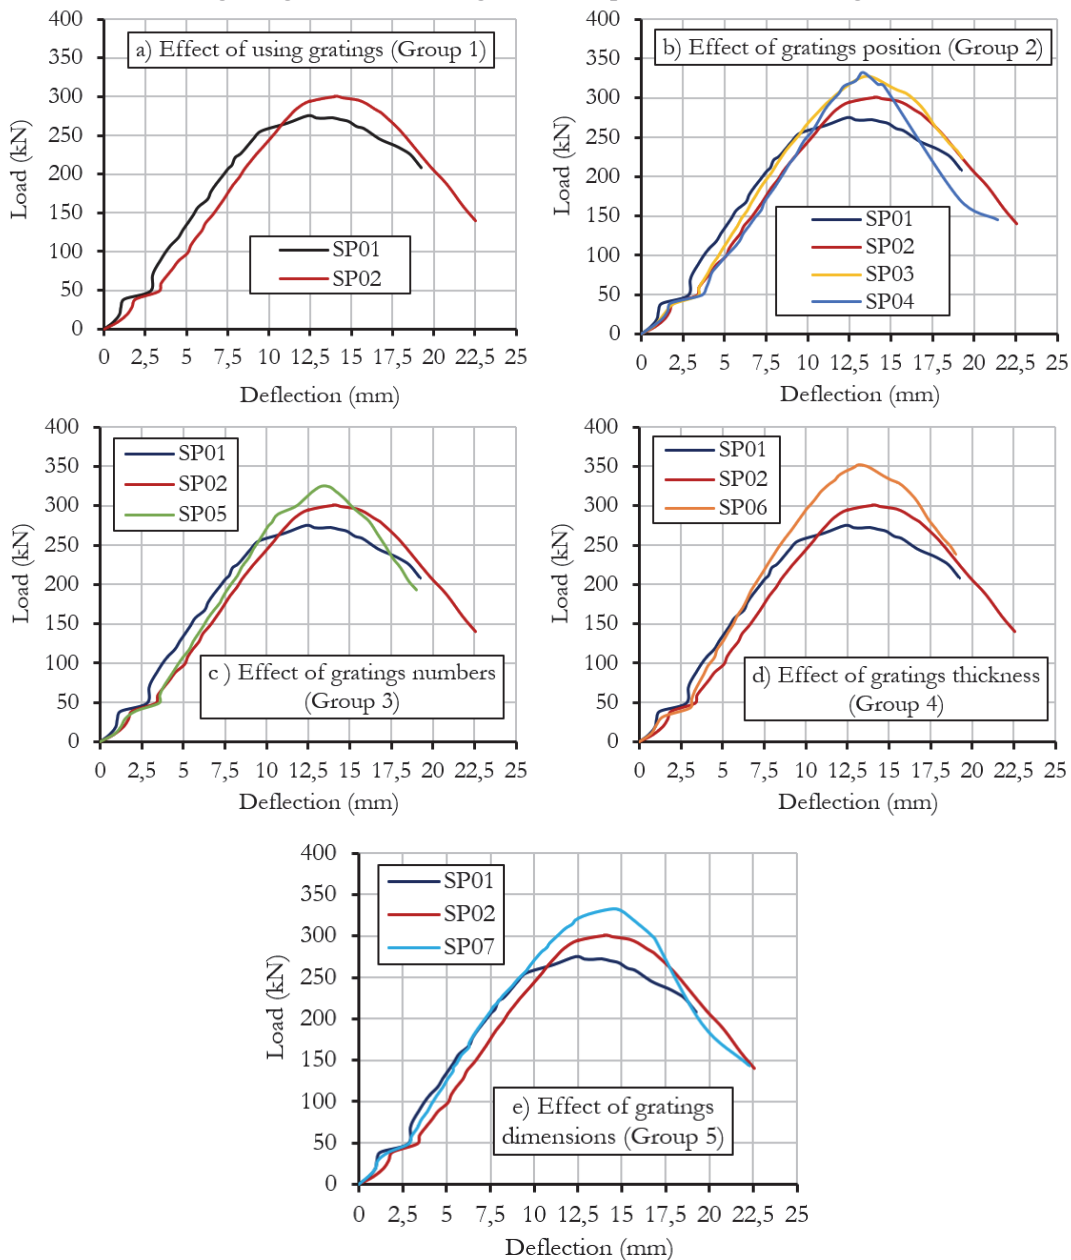 a) Effect of using gratings (Group 1)
Load (kN)
400
350
300
250
200
150
100
50
0
SP01
SP02
0 2,5 5 7,5 10 12,5 15 17,5 20 22,5 25
Deflection (mm)
b) Effect of gratings position (Group 2)
Load (kN)
400
350
300
250
200
150
100
50
0
SP01
SP02
SP03
SP04
0 2,5 5 7,5 10 12,5 15 17,5 20 22,5 25
Deflection (mm)
Load (kN)
400
350
300
250
200
150
100
50
0
SP01
SP02
SP05
c ) Effect of gratings numbers
(Group 3)
0 2,5 5 7,5 10 12,5 15 17,5 20 22,5 25
Deflection (mm)
Load (kN)
400
350
300
250
200
150
100
50
0
SP01
SP02
SP06
d) Effect of gratings thickness
(Group 4)
0 2,5 5 7,5 10 12,5 15 17,5 20 22,5 25
Deflection (mm)
Load (kN)
400
350
300
250
200
150
100
50
0
SP01
SP02
SP07
e) Effect of gratings
dimensions (Group 5)
0 2,5 5 7,5 10 12,5 15 17,5 20 22,5 25
Deflection (mm)